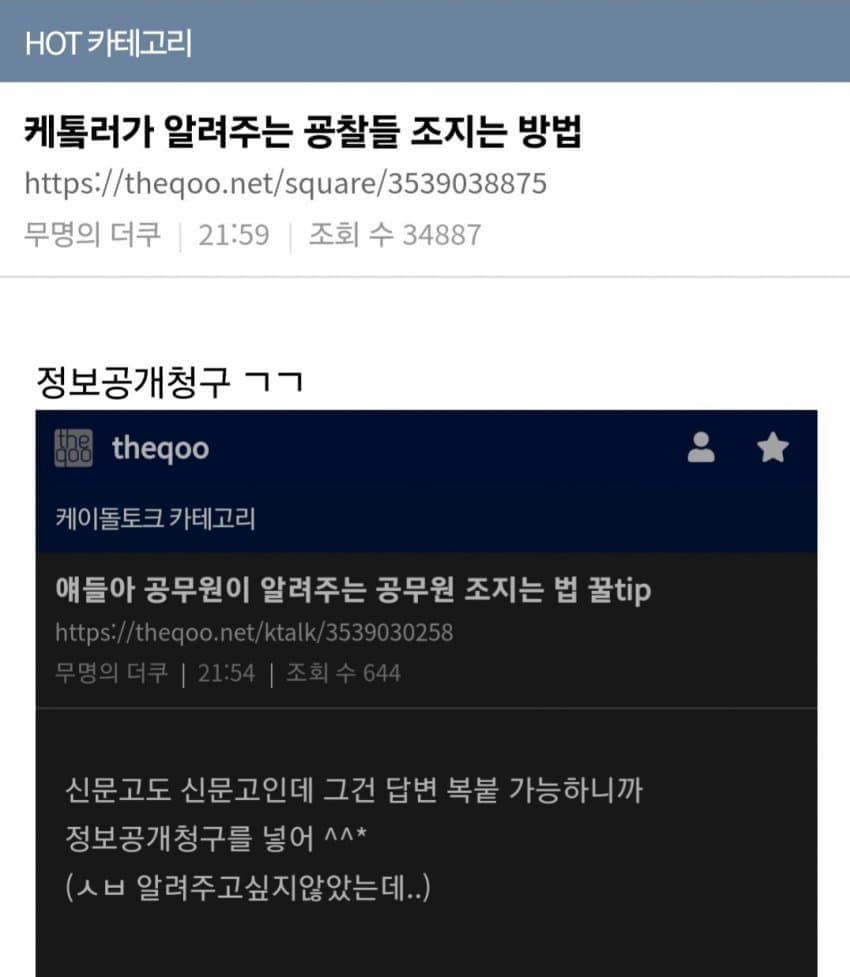 HOT 카테고리
케톸러가 알려주는 굥찰들 조지는 방법
https://theqoo.net/square/3539038875
무명의 더쿠 | 21:59 | 조회 수 34887
정보공개청구 ㄱㄱ
the qoo theqoo
케이돌토크 카테고리
얘들아 공무원이 알려주는 공무원 조지는 법 꿀tip
https://theqoo.net/ktalk/3539030258
무명의 더쿠 | 21:54 | 조회 수 644
신문고도 신문고인데 그건 답변 복붙 가능하니까
정보공개청구를 넣어 ^^*
(ㅅㅂ 알려주고싶지않았는데..)